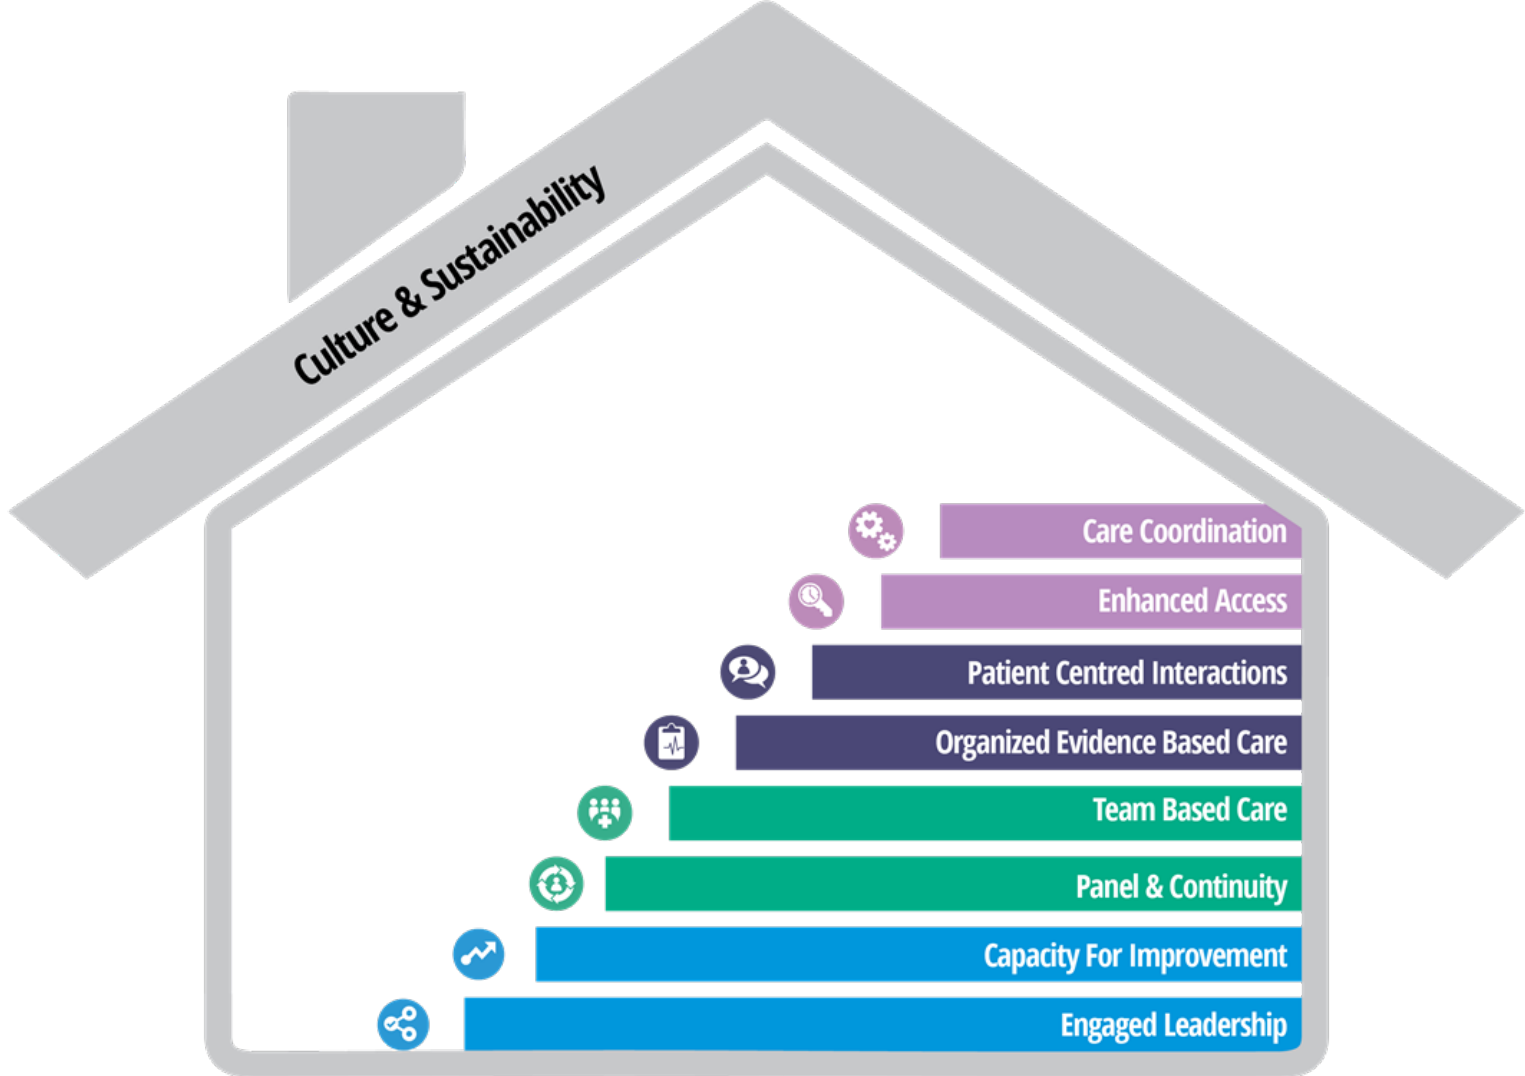 Culture & Sustainability
Care Coordination
Enhanced Access
Patient Centred Interactions
Organized Evidence Based Care
Team Based Care
Panel & Continuity
Capacity For Improvement
Engaged Leadership